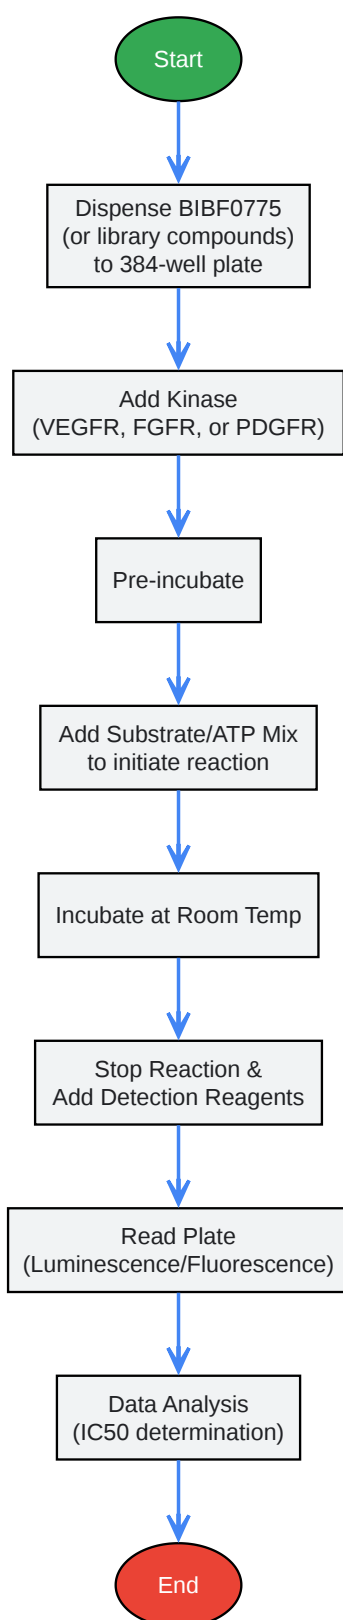 Start
Dispense BIBF0775
(or library compounds)
to 384-well plate
Add Kinase
(VEGFR, FGFR, or PDGFR)
Pre-incubate
Add Substrate/ATP Mix
to initiate reaction
Incubate at Room Temp
Stop Reaction &
Add Detection Reagents
Read Plate
(Luminescence/Fluorescence)
Data Analysis
(IC50 determination)
End